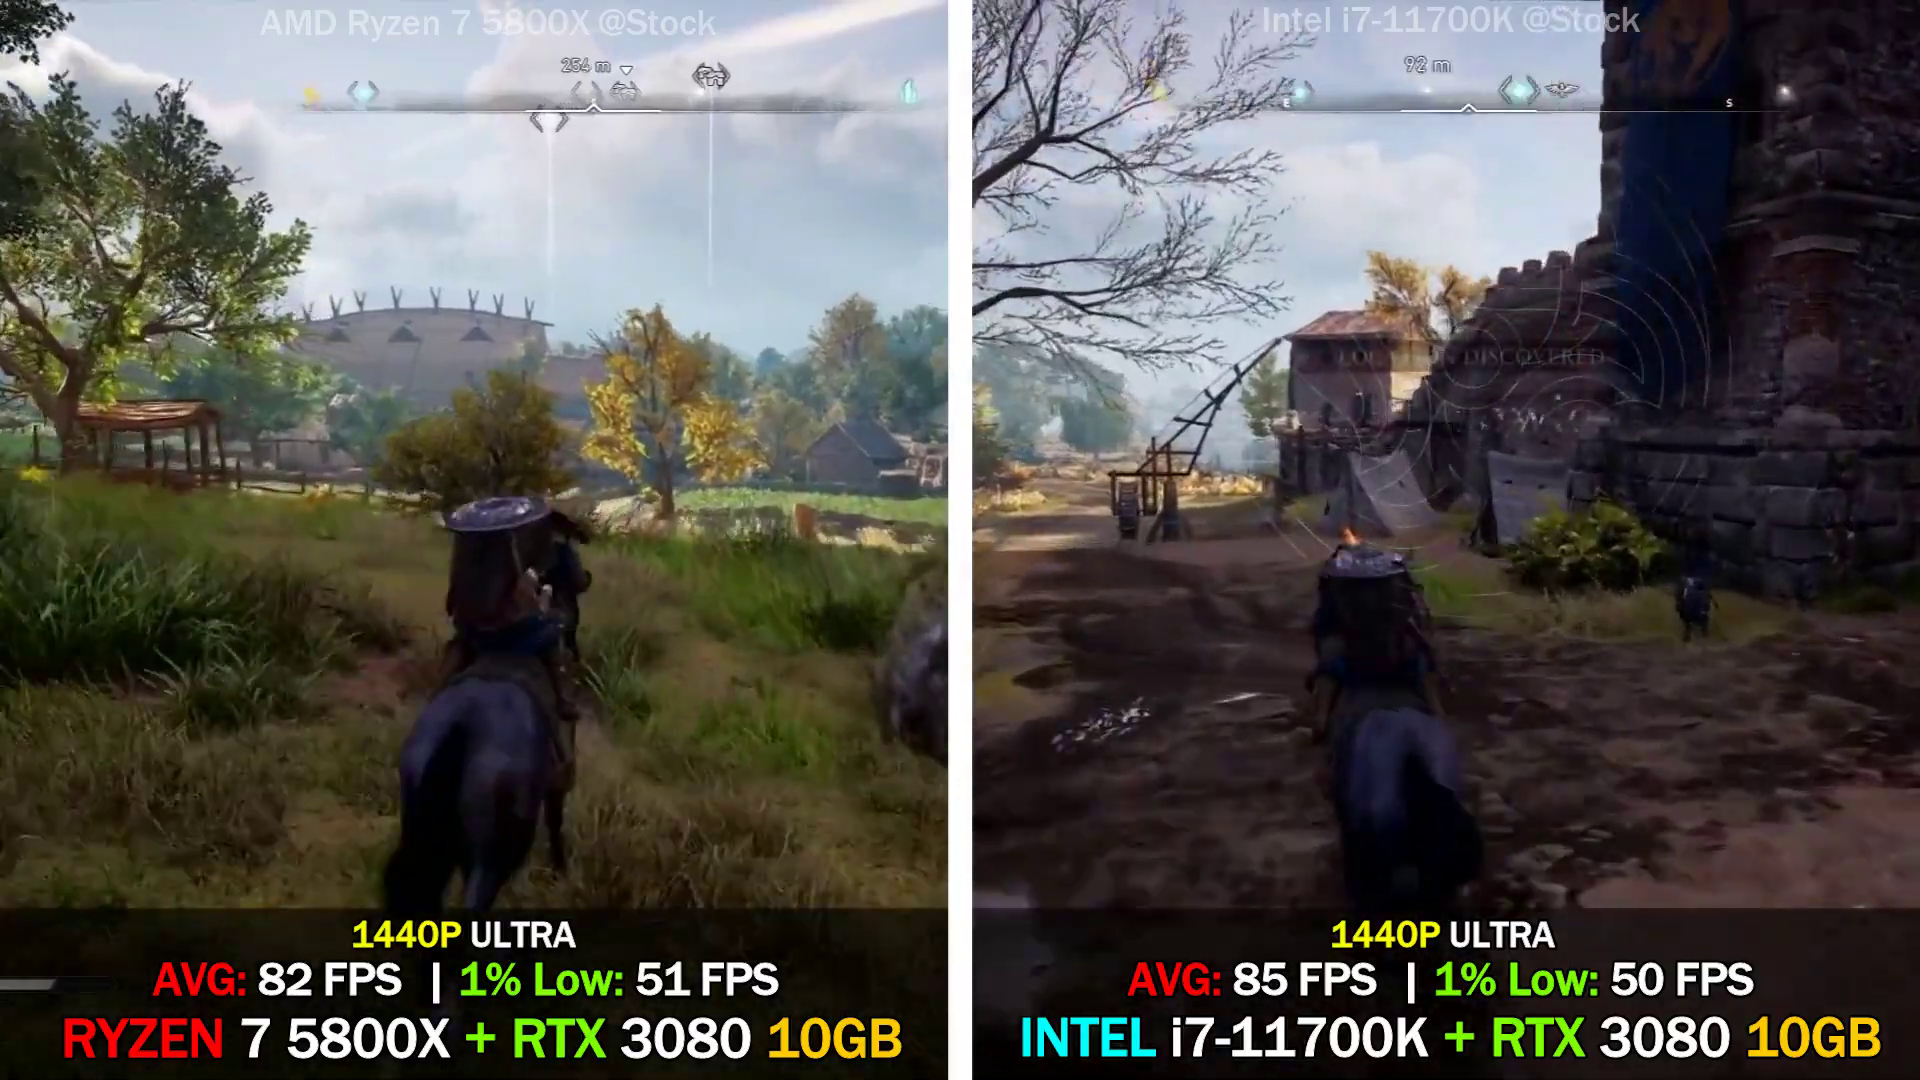 AMD Ryzen 7 5800X @Stock
254 m
1440P ULTRA
AVG: 82 FPS | 1% Low: 51 FPS
RYZEN 7 5800X + RTX 3080 10GB
Intel i7-11700K @Stock
92 m
E
S
DISCOVERED
1440P ULTRA
AVG: 85 FPS | 1% Low: 50 FPS
INTEL i7-11700K + RTX 3080 10GB